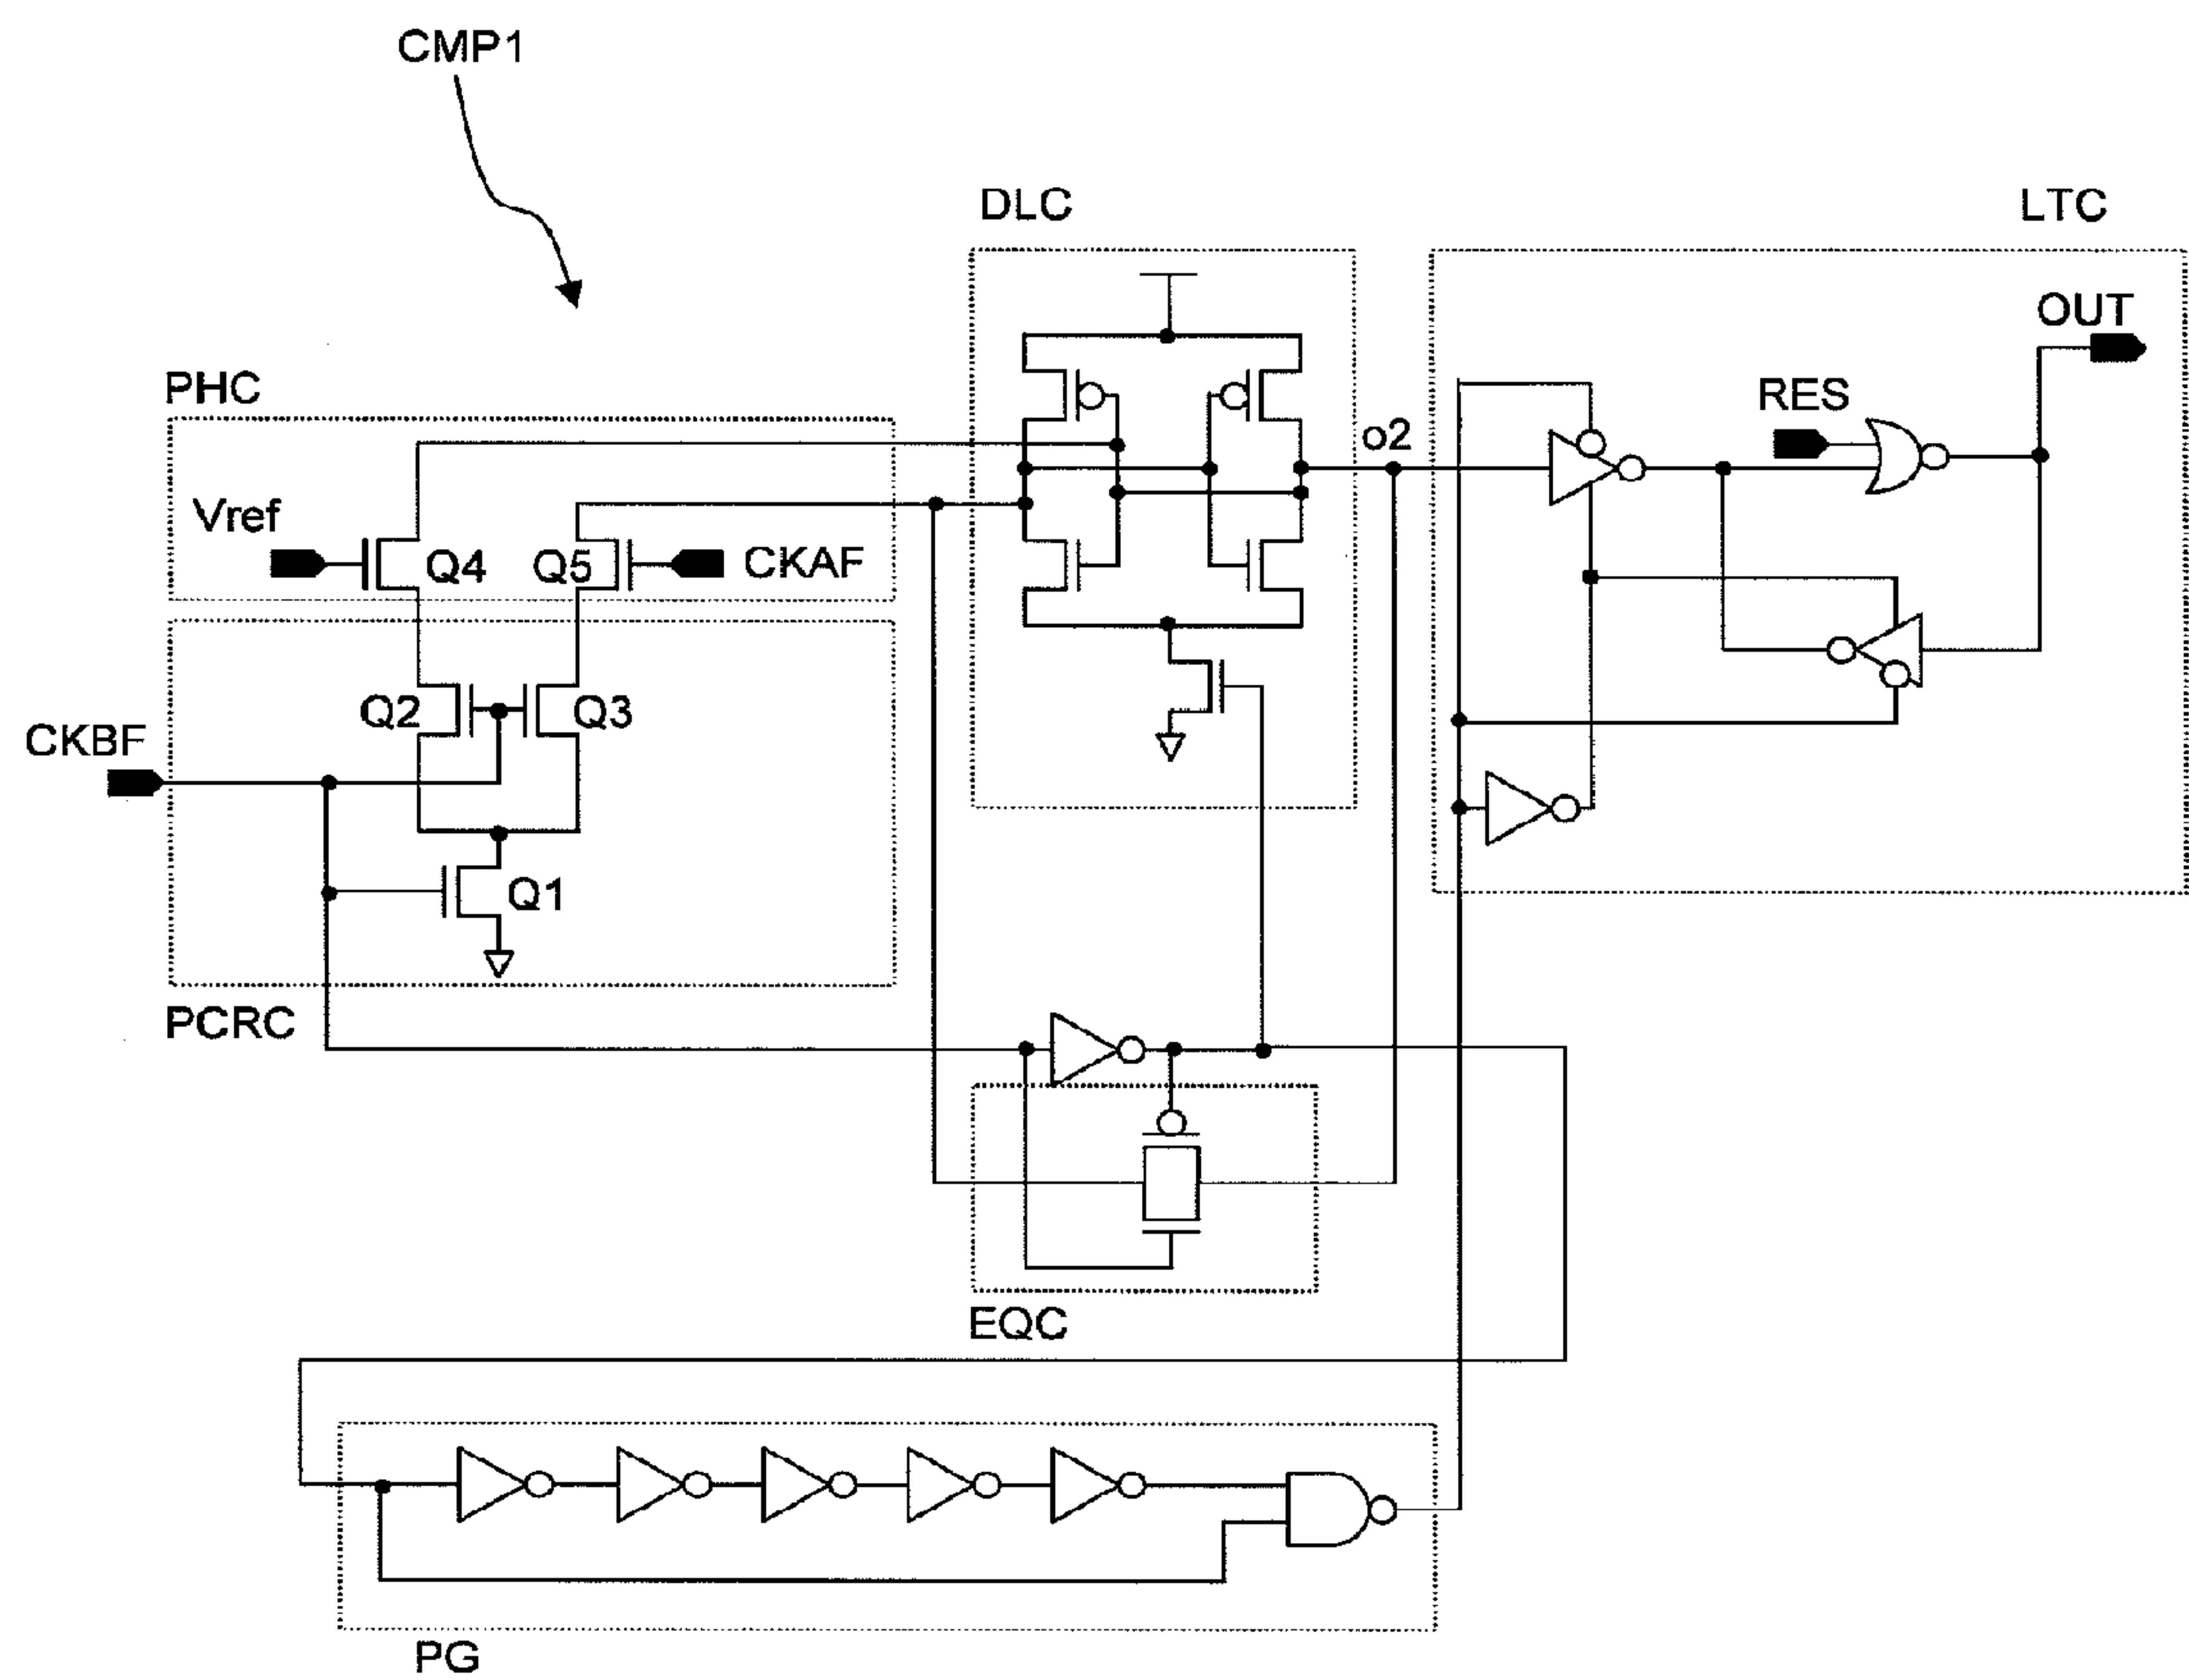 CMP1
DLC
LTC
OUT
PHC
RES
o2
Vref
Q4
Q5
CKAF
Q2
Q3
CKBF
Q1
PCRC
EQC
PG